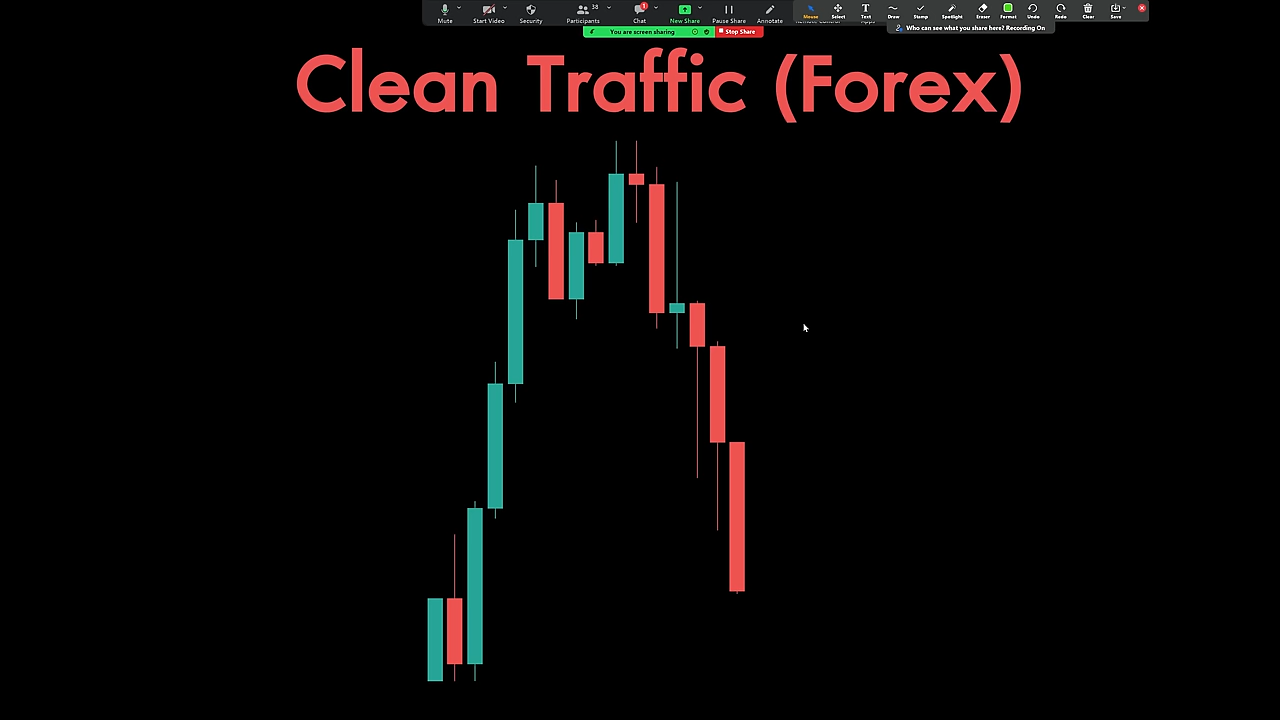 Mute
Start Video
Security
Participants
38
Chat
1
New Share
Pause Share
Annotate
Mouse
Select
Text
Draw
Stamp
Spotlight
Eraser
Format
Undo
Redo
Clear
Save
You are screen sharing
Stop Share
Who can see what you share here? Recording On
Clean Traffic (Forex)